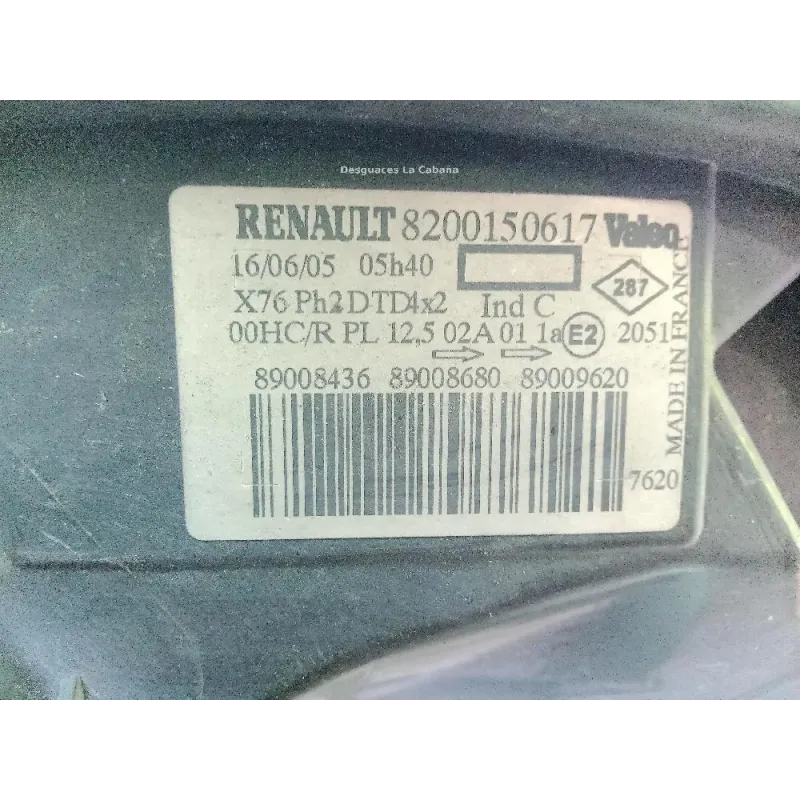 Desguaces La Cabana
RENAULT 8200150617 Valeo
16/06/05 05h40
287
X76 Ph2 DTD4x2 Ind C
00HC/R PL 12,5 02A 01 1a E2 2051
89008436 89008680 89009620
7620
MADE IN FRANCE